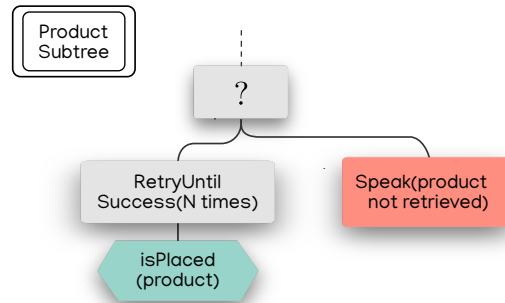 Product
Subtree
?
RetryUntil
Success(N times)
Speak(product
not retrieved)
isPlaced
(product)